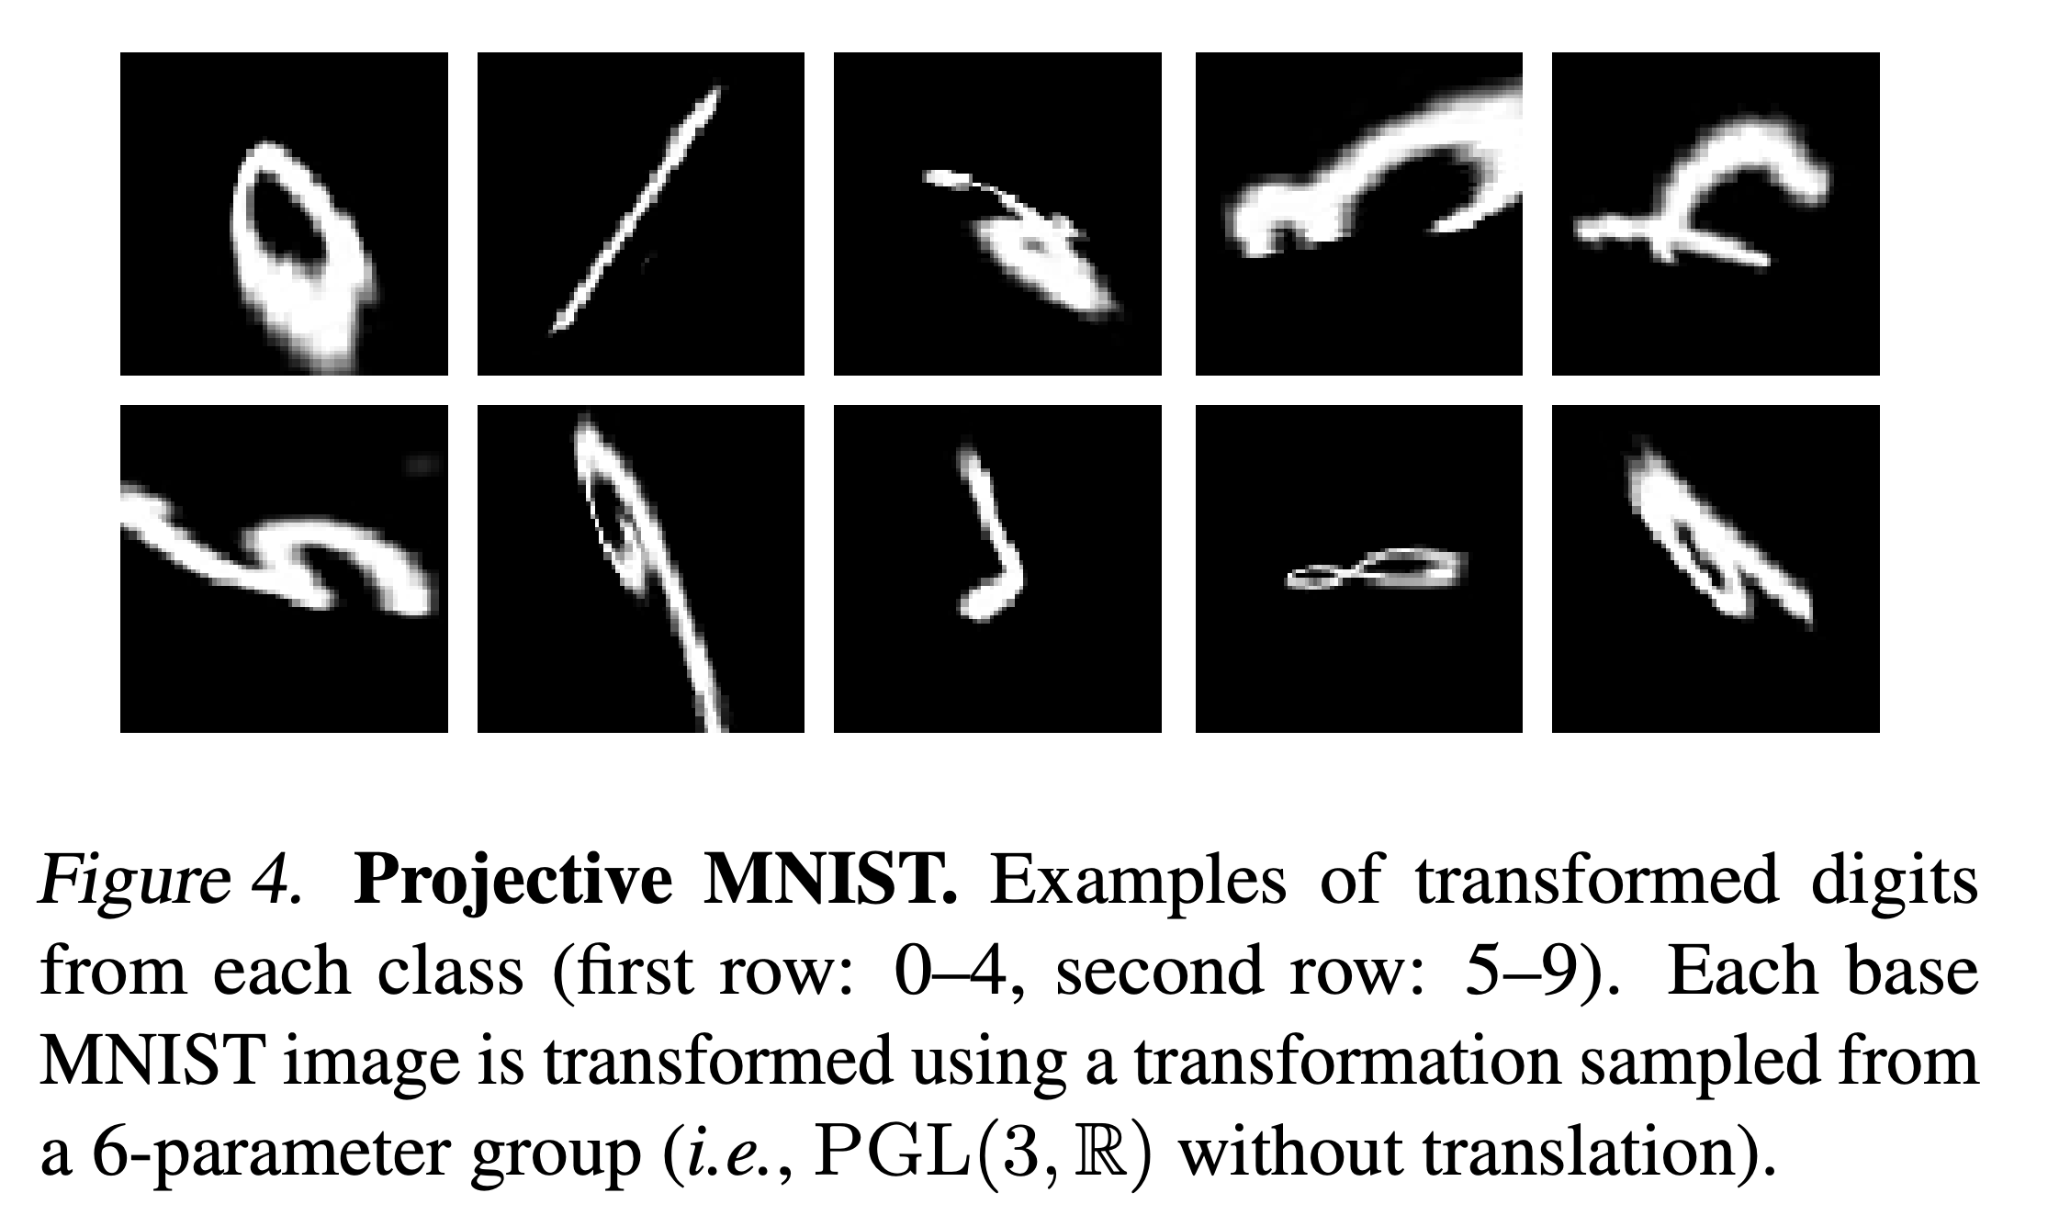 Figure 4. Projective MNIST. Examples of transformed digits
from each class (first row: 0–4, second row: 5–9). Each base
MNIST image is transformed using a transformation sampled from
a 6-parameter group (i.e., PGL(3, ℝ) without translation).